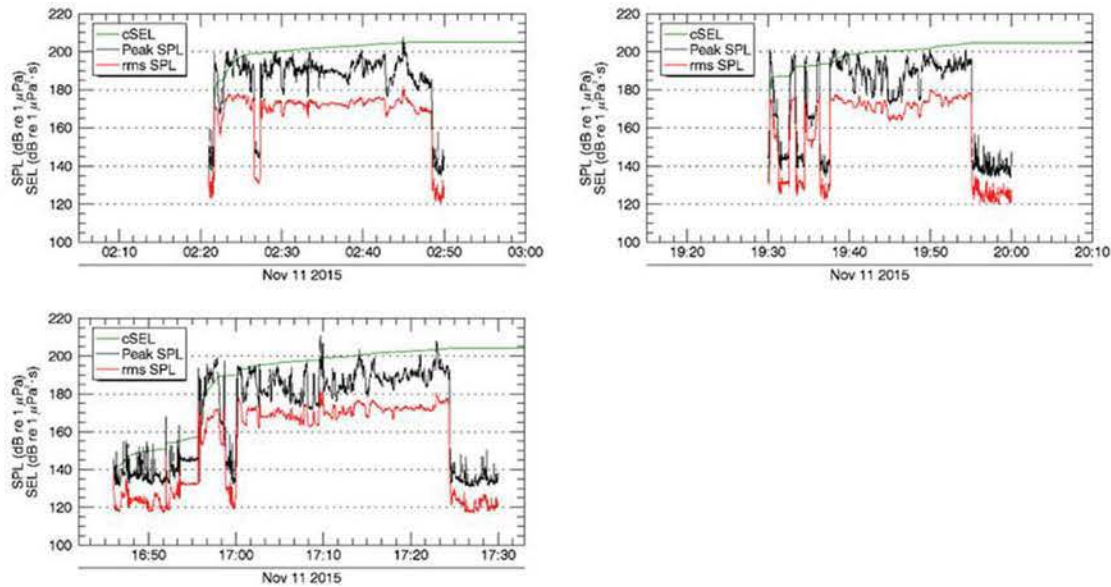 220
200
180
160
140
120
100
SPL (dB re 1 μPa)
SEL (dB re 1 μPa²·s)
cSEL
Peak SPL
rms SPL
02:10 02:20 02:30 02:40 02:50 03:00
Nov 11 2015
220
200
180
160
140
120
100
SPL (dB re 1 μPa)
SEL (dB re 1 μPa²·s)
cSEL
Peak SPL
rms SPL
19:20 19:30 19:40 19:50 20:00 20:10
Nov 11 2015
220
200
180
160
140
120
100
SPL (dB re 1 μPa)
SEL (dB re 1 μPa²·s)
cSEL
Peak SPL
rms SPL
16:50 17:00 17:10 17:20 17:30
Nov 11 2015